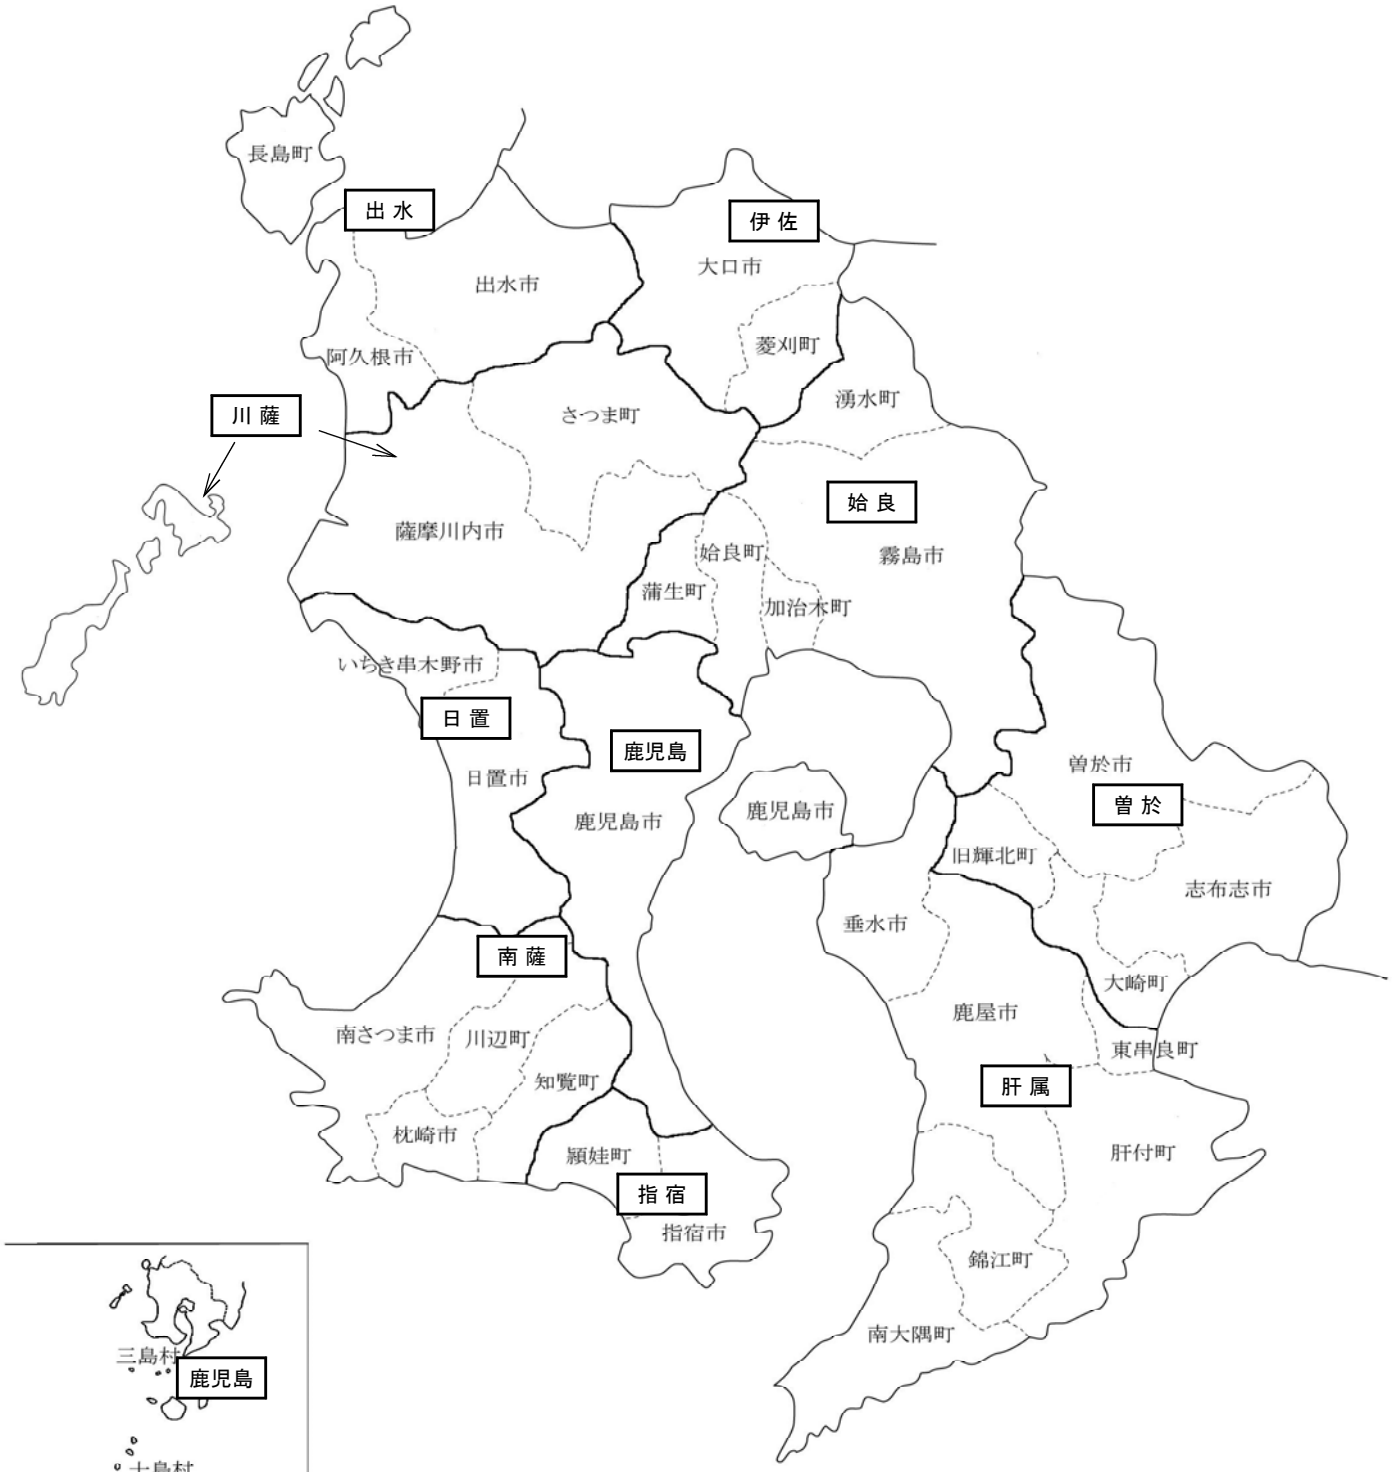 長島町
出水
伊佐
大口市
出水市
阿久根市
菱刈町
湧水町
川薩
さつま町
姶良
薩摩川内市
姶良町
霧島市
蒲生町
加治木町
いちき串木野市
日置
鹿児島
日置市
曽於市
曽於
鹿児島市
鹿児島市
旧輝北町
志布志市
垂水市
南薩
大崎町
鹿屋市
南さつま市
川辺町
東串良町
知覧町
肝属
枕崎市
頴娃町
肝付町
指宿
指宿市
錦江町
南大隅町
三島村
鹿児島
十島村